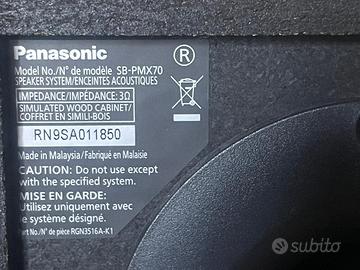 Panasonic
Model No./N° de modèle SB-PMX70
SPEAKER SYSTEM/ENCEINTES ACOUSTIQUES
IMPEDANCE/IMPÉDANCE: 3Ω
SIMULATED WOOD CABINET/
COFFRET EN SIMILI-BOIS
RN9SA011850
Made in Malaysia/Fabriqué en Malaisie
CAUTION: Do not use except
with the specified system.
MISE EN GARDE:
Utilisez uniquement avec
ce système désigné.
Part No./N° de pièce RGN3516A-K1
subito